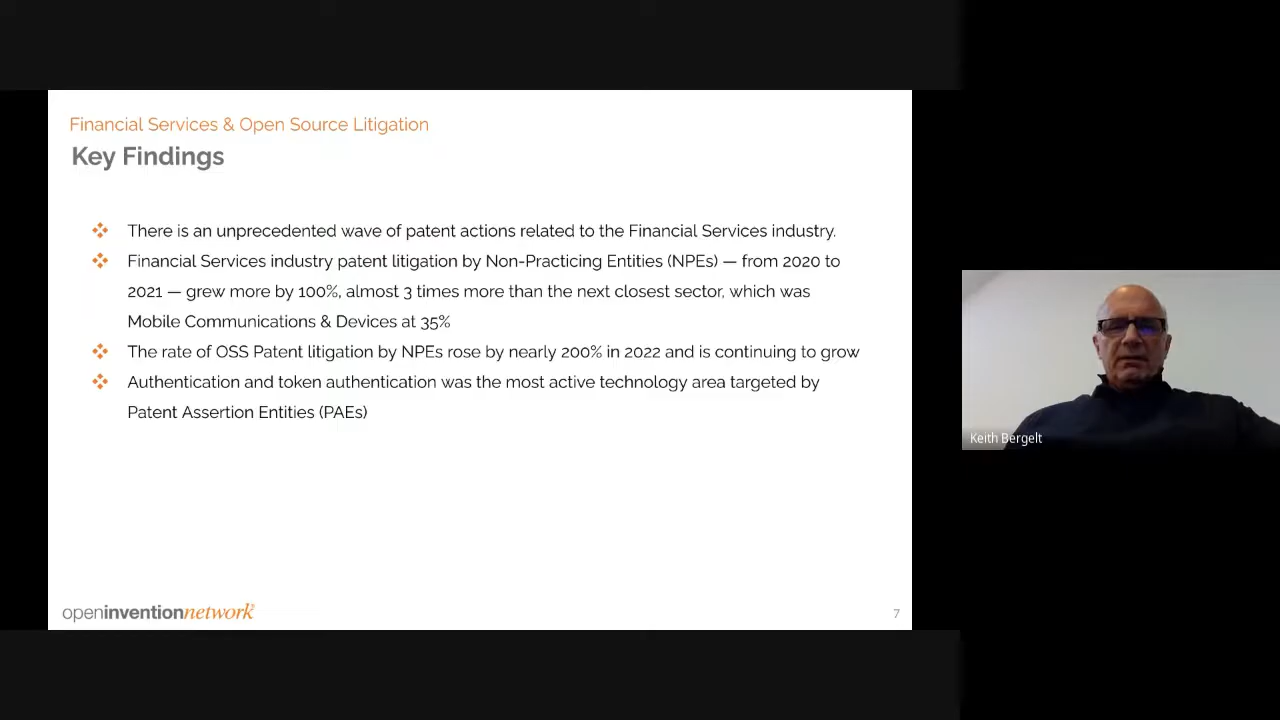 Financial Services & Open Source Litigation
Key Findings
There is an unprecedented wave of patent actions related to the Financial Services industry.
Financial Services industry patent litigation by Non-Practicing Entities (NPEs) — from 2020 to
2021 — grew more by 100%, almost 3 times more than the next closest sector, which was
Mobile Communications & Devices at 35%
The rate of OSS Patent litigation by NPEs rose by nearly 200% in 2022 and is continuing to grow
Authentication and token authentication was the most active technology area targeted by
Patent Assertion Entities (PAEs)
Keith Bergelt
openinventionnetwork
7